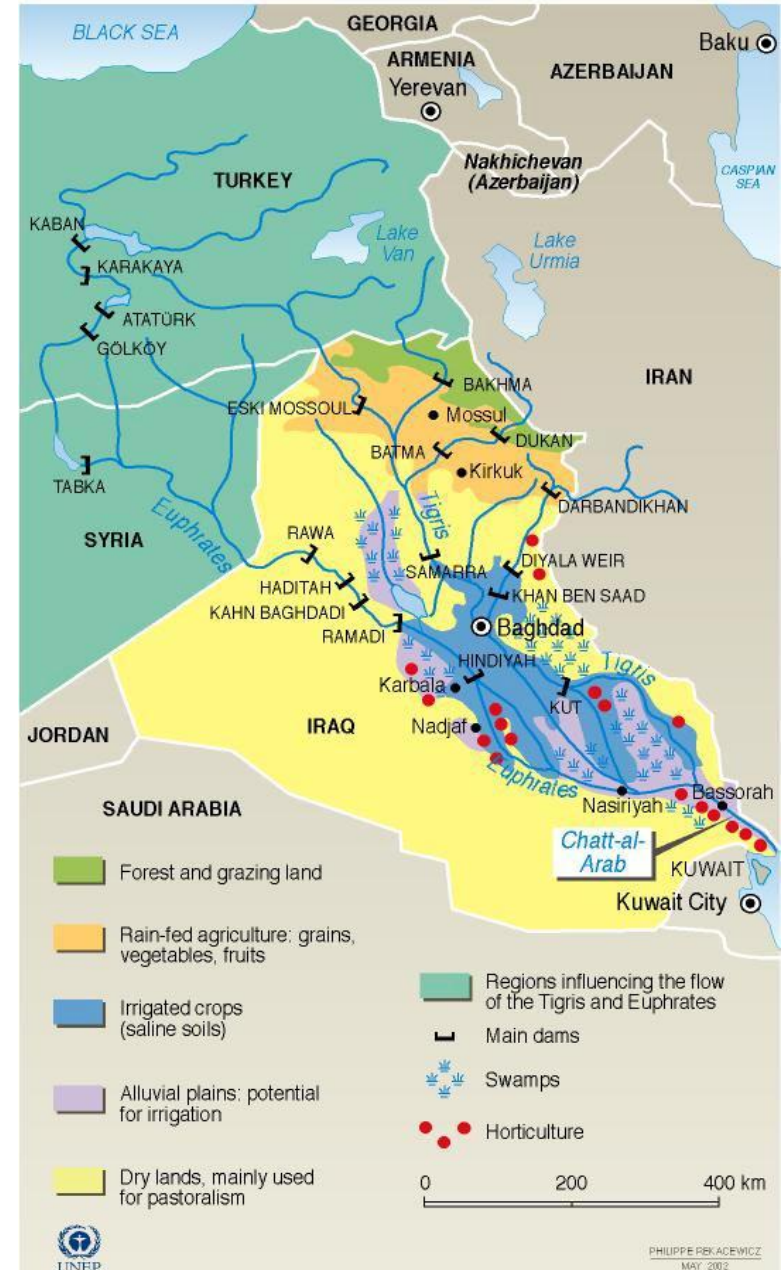 BLACK SEA
GEORGIA
Baku
ARMENIA
Yerevan
AZERBAIJAN
Nakhichevan
(Azerbaijan)
CASPIAN
SEA
TURKEY
KABAN
Lake
Van
Lake
Urmia
KARAKAYA
ATATÜRK
GÖLKÖY
IRAN
BAKHMA
ESKI MOSSOUL
Mossul
BATMA
DUKAN
Kirkuk
TABKA
DARBANDIKHAN
Euphrates
Tigris
SYRIA
RAWA
SAMARRA
DIYALA WEIR
HADITAH
KHAN BEN SAAD
KAHN BAGHDADI
RAMADI
Baghdad
HINDIYAH
Tigris
Karbala
KUT
JORDAN
IRAQ
Nadjaf
Euphrates
Nasiriyah
Bassorah
SAUDI ARABIA
Chatt-al-
Arab
KUWAIT
Kuwait City
Forest and grazing land
Rain-fed agriculture: grains,
vegetables, fruits
Irrigated crops
(saline soils)
Alluvial plains: potential
for irrigation
Dry lands, mainly used
for pastoralism
Regions influencing the flow
of the Tigris and Euphrates
Main dams
Swamps
Horticulture
0 200 400 km
UNEP
PHILIPPE REKACEWICZ
MAY 2002